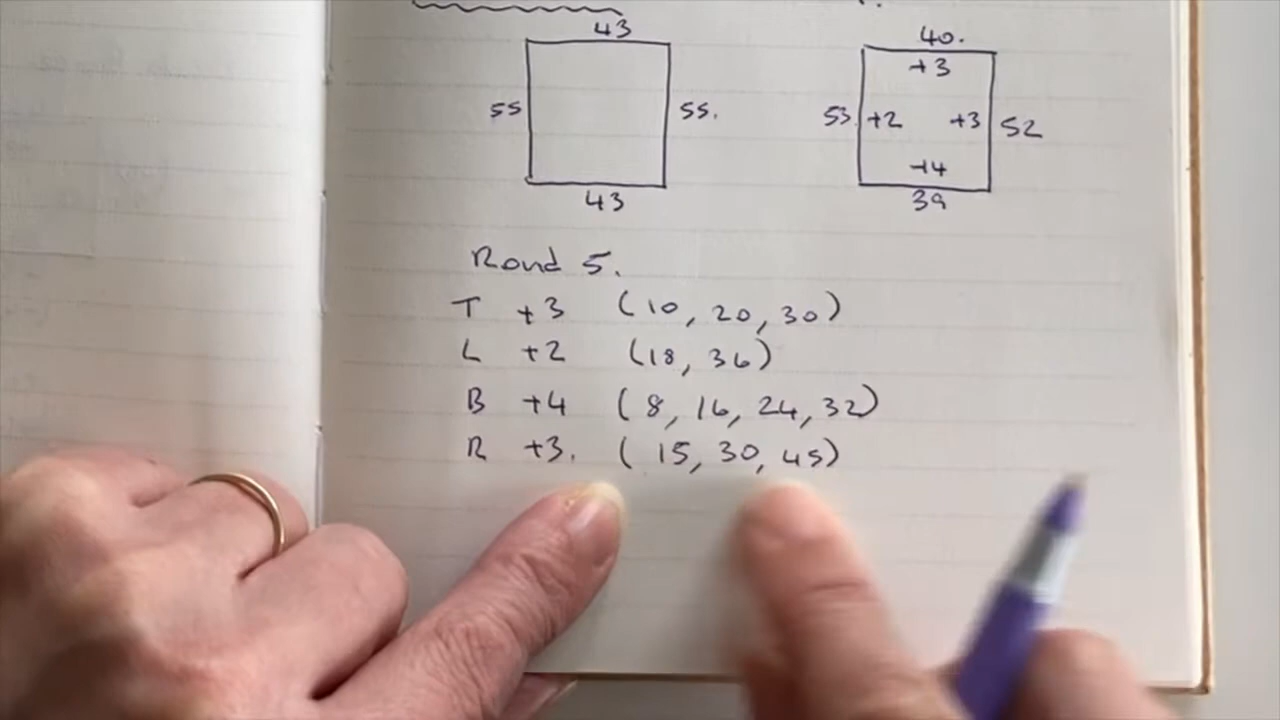 43
55 55.
43
40.
+3
53 +2 +3 52
+4
39
Round 5.
T +3 (10, 20, 30)
L +2 (18, 36)
B +4 (8, 16, 24, 32)
R +3. (15, 30, 45)